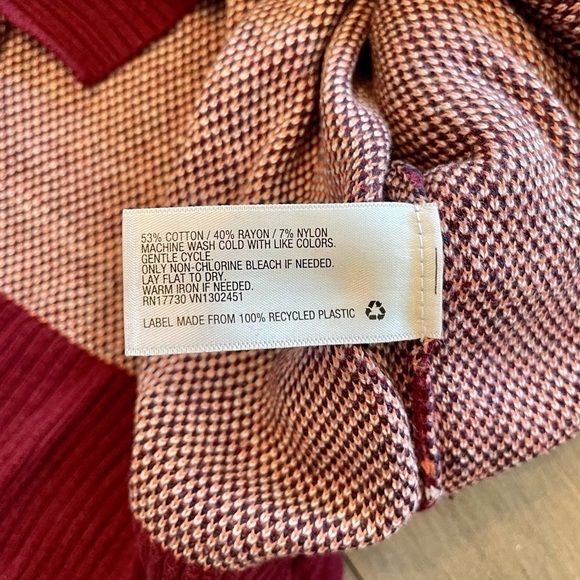 53% COTTON / 40% RAYON / 7% NYLON
MACHINE WASH COLD WITH LIKE COLORS.
GENTLE CYCLE.
ONLY NON-CHLORINE BLEACH IF NEEDED.
LAY FLAT TO DRY.
WARM IRON IF NEEDED.
RN17730 VN1302451
LABEL MADE FROM 100% RECYCLED PLASTIC